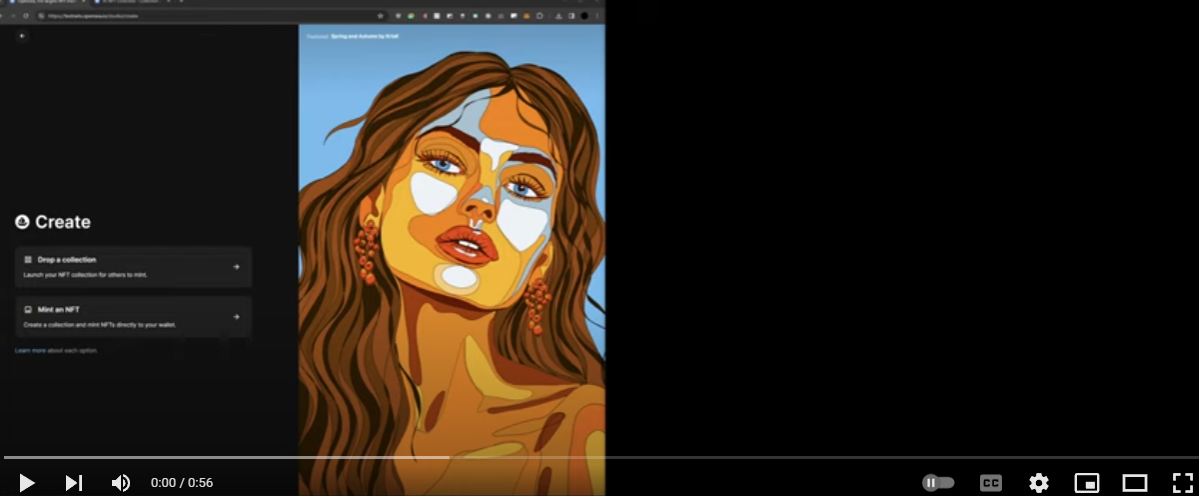 https://testnets.opensea.io/studio/create
Featured Spring and Autumn by
Create
Drop a collection
Launch your NFT collection for others to mint.
Mint an NFT
Create a collection and mint NFTs directly to your wallet.
Learn more about each option.
0:00 / 0:56
CC